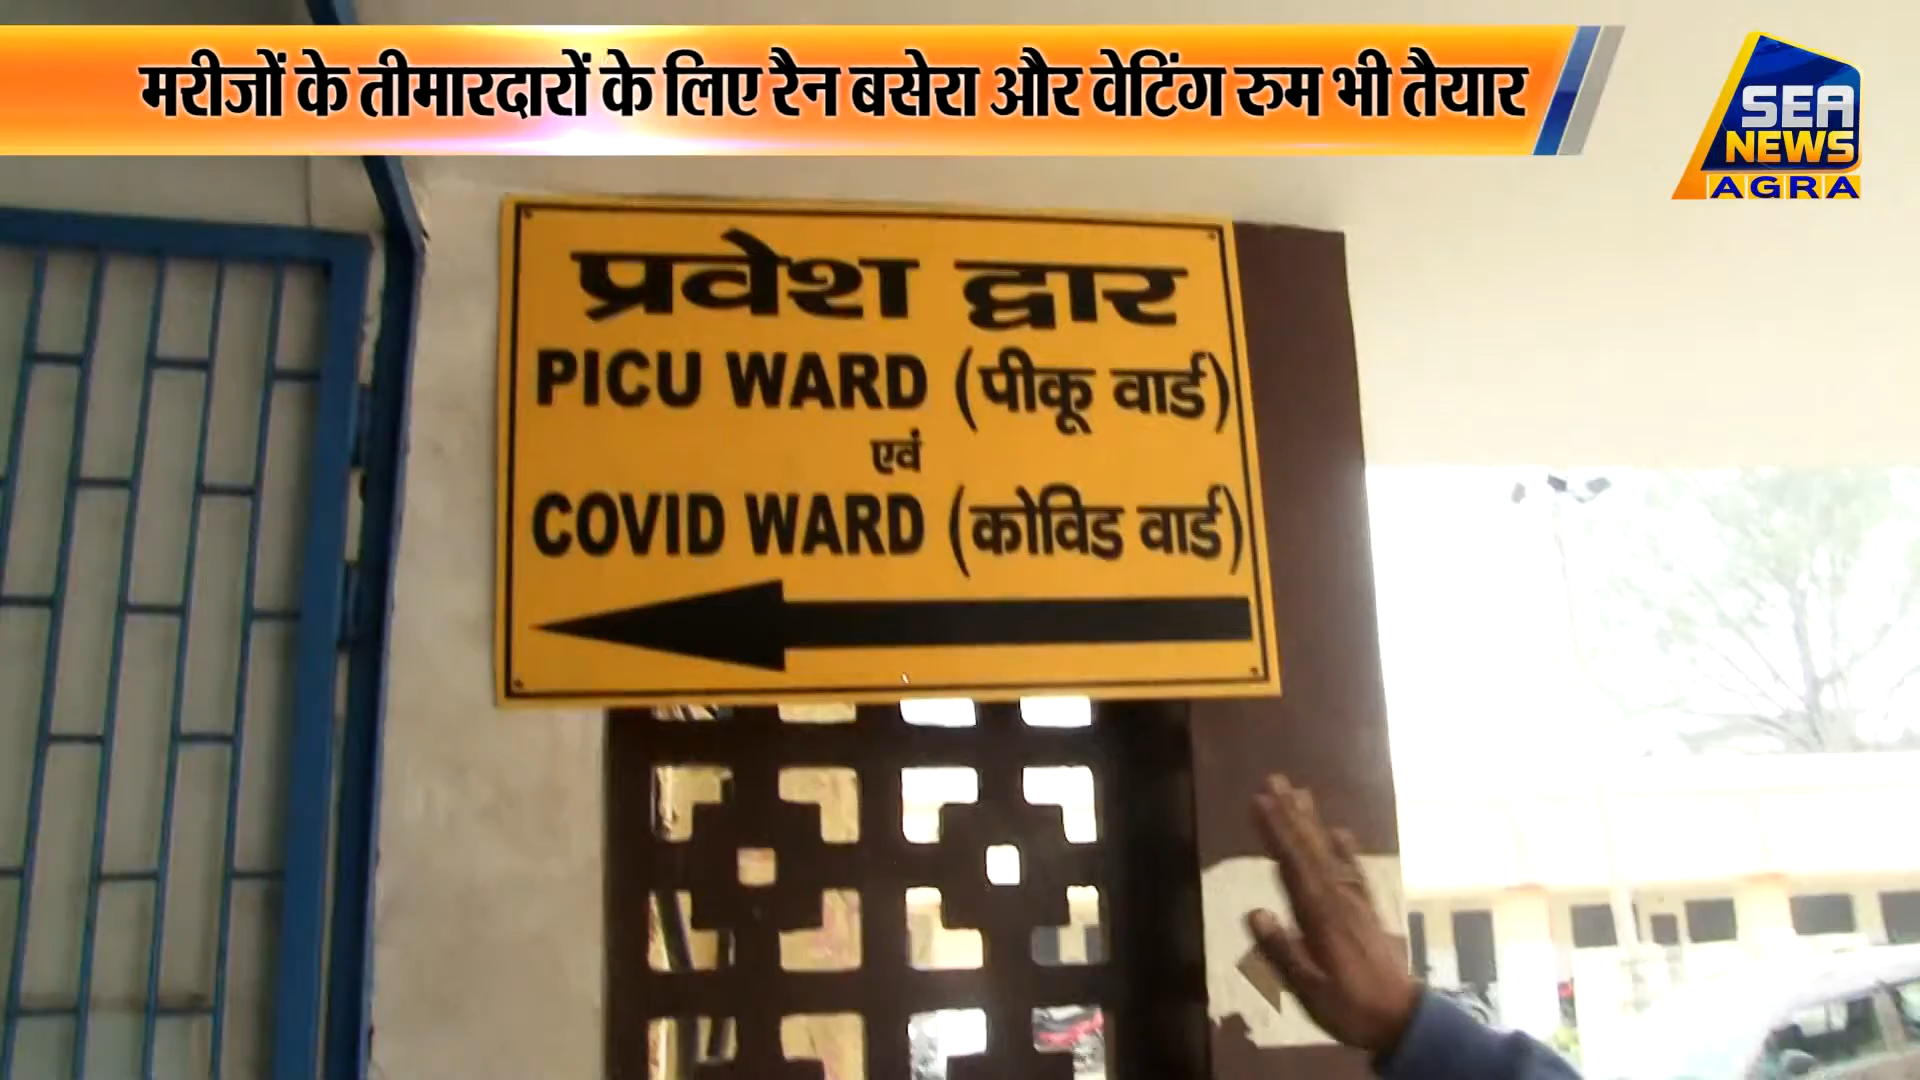 मरीजों के तीमारदारों के लिए रैन बसेरा और वेटिंग रुम भी तैयार
SEA
NEWS
AGRA
प्रवेश द्वार
PICU WARD (पीकू वार्ड)
एवं
COVID WARD (कोविड वार्ड)